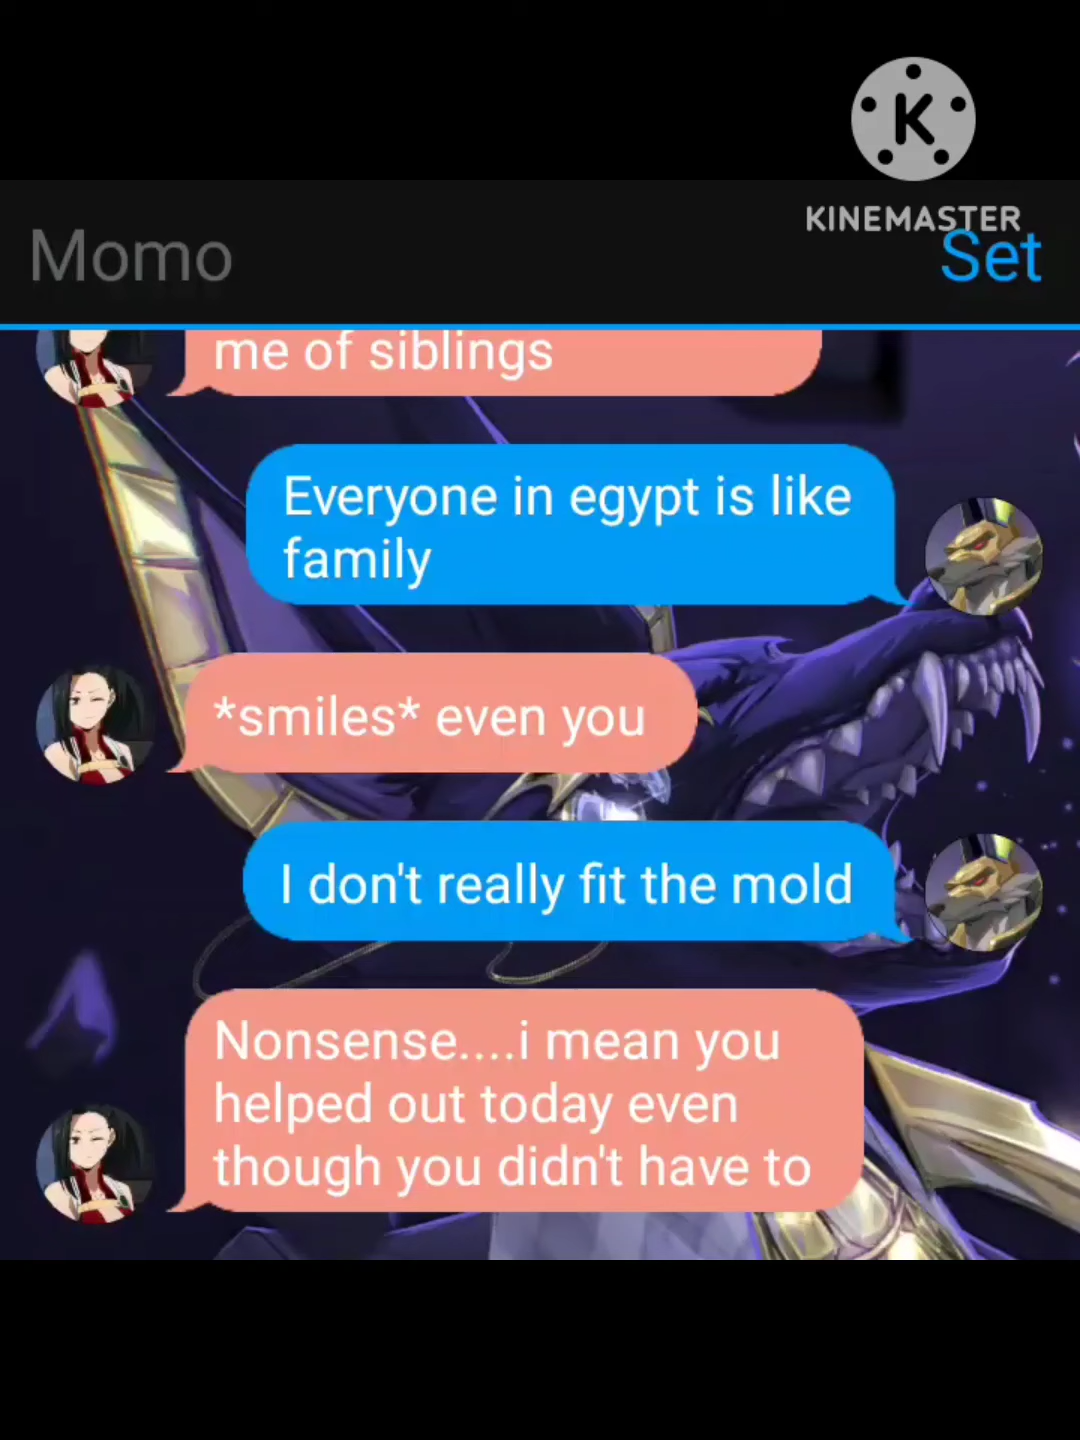 K
KINEMASTER
Momo
Set
me of siblings
Everyone in egypt is like
family
*smiles* even you
I don't really fit the mold
Nonsense....i mean you
helped out today even
though you didn't have to